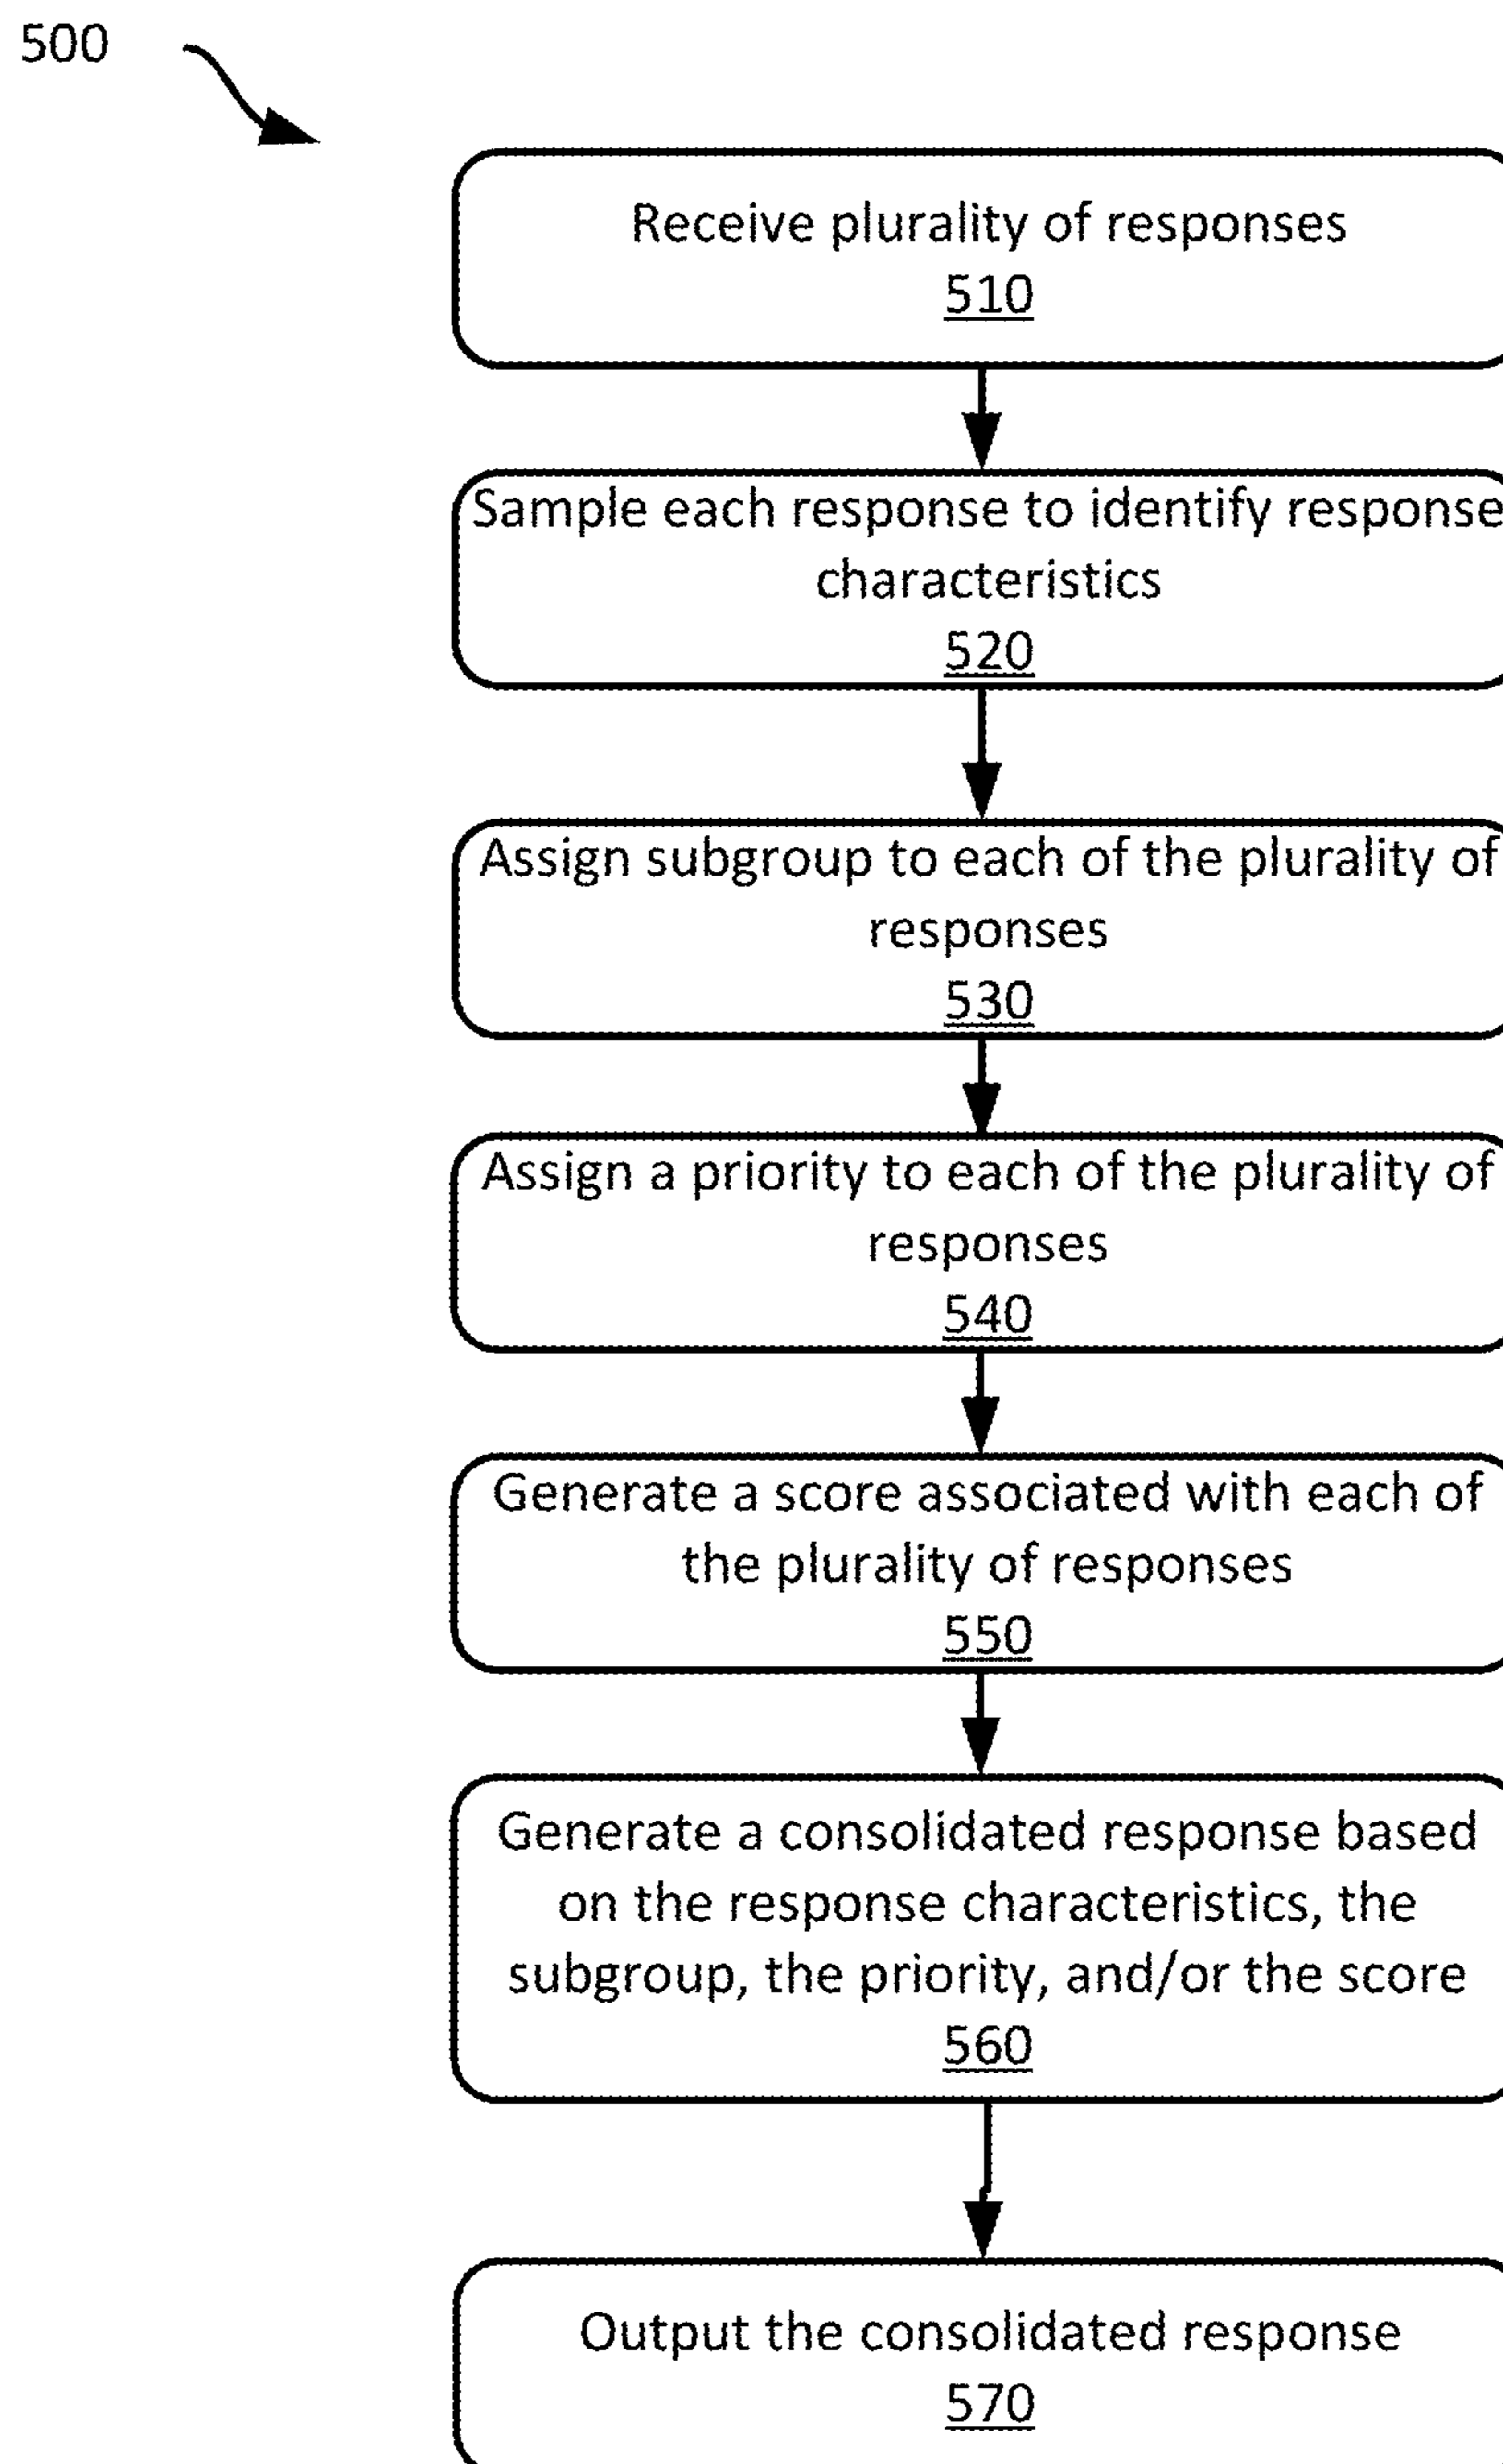 500
Receive plurality of responses
510
Sample each response to identify response
characteristics
520
Assign subgroup to each of the plurality of
responses
530
Assign a priority to each of the plurality of
responses
540
Generate a score associated with each of
the plurality of responses
550
Generate a consolidated response based
on the response characteristics, the
subgroup, the priority, and/or the score
560
Output the consolidated response
570